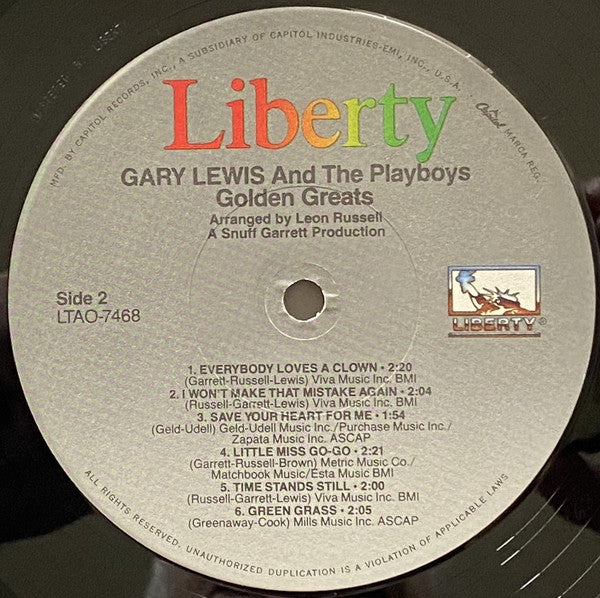 MFD. BY CAPITOL RECORDS, INC., A SUBSIDIARY OF CAPITOL INDUSTRIES-EMI, INC., U.S.A. Capitol MARCA REG.
Liberty
GARY LEWIS And The Playboys
Golden Greats
Arranged by Leon Russell
A Snuff Garrett Production
Side 2
LTAO-7468
LIBERTY®
1. EVERYBODY LOVES A CLOWN • 2:20
(Garrett-Russell-Lewis) Viva Music Inc. BMI
2. I WON'T MAKE THAT MISTAKE AGAIN • 2:04
(Russell-Garrett-Lewis) Viva Music Inc. BMI
3. SAVE YOUR HEART FOR ME • 1:54
(Geld-Udell) Geld-Udell Music Inc./Purchase Music Inc./
Zapata Music Inc. ASCAP
4. LITTLE MISS GO-GO • 2:21
(Garrett-Russell-Brown) Metric Music Co./
Matchbook Music/Esta Music BMI
5. TIME STANDS STILL • 2:00
(Russell-Garrett-Lewis) Viva Music Inc. BMI
6. GREEN GRASS • 2:05
(Greenaway-Cook) Mills Music Inc. ASCAP
ALL RIGHTS RESERVED. UNAUTHORIZED DUPLICATION IS A VIOLATION OF APPLICABLE LAWS